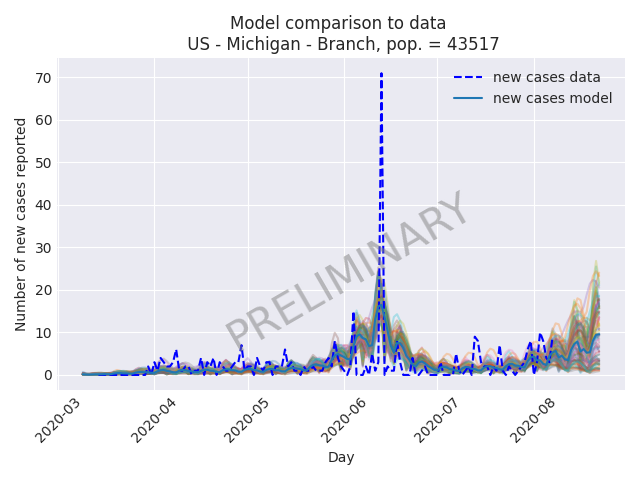 Model comparison to data
US - Michigan - Branch, pop. = 43517
new cases data
new cases model
Number of new cases reported
70
60
50
40
30
20
10
0
PRELIMINARY
2020-03
2020-04
2020-05
2020-06
2020-07
2020-08
Day